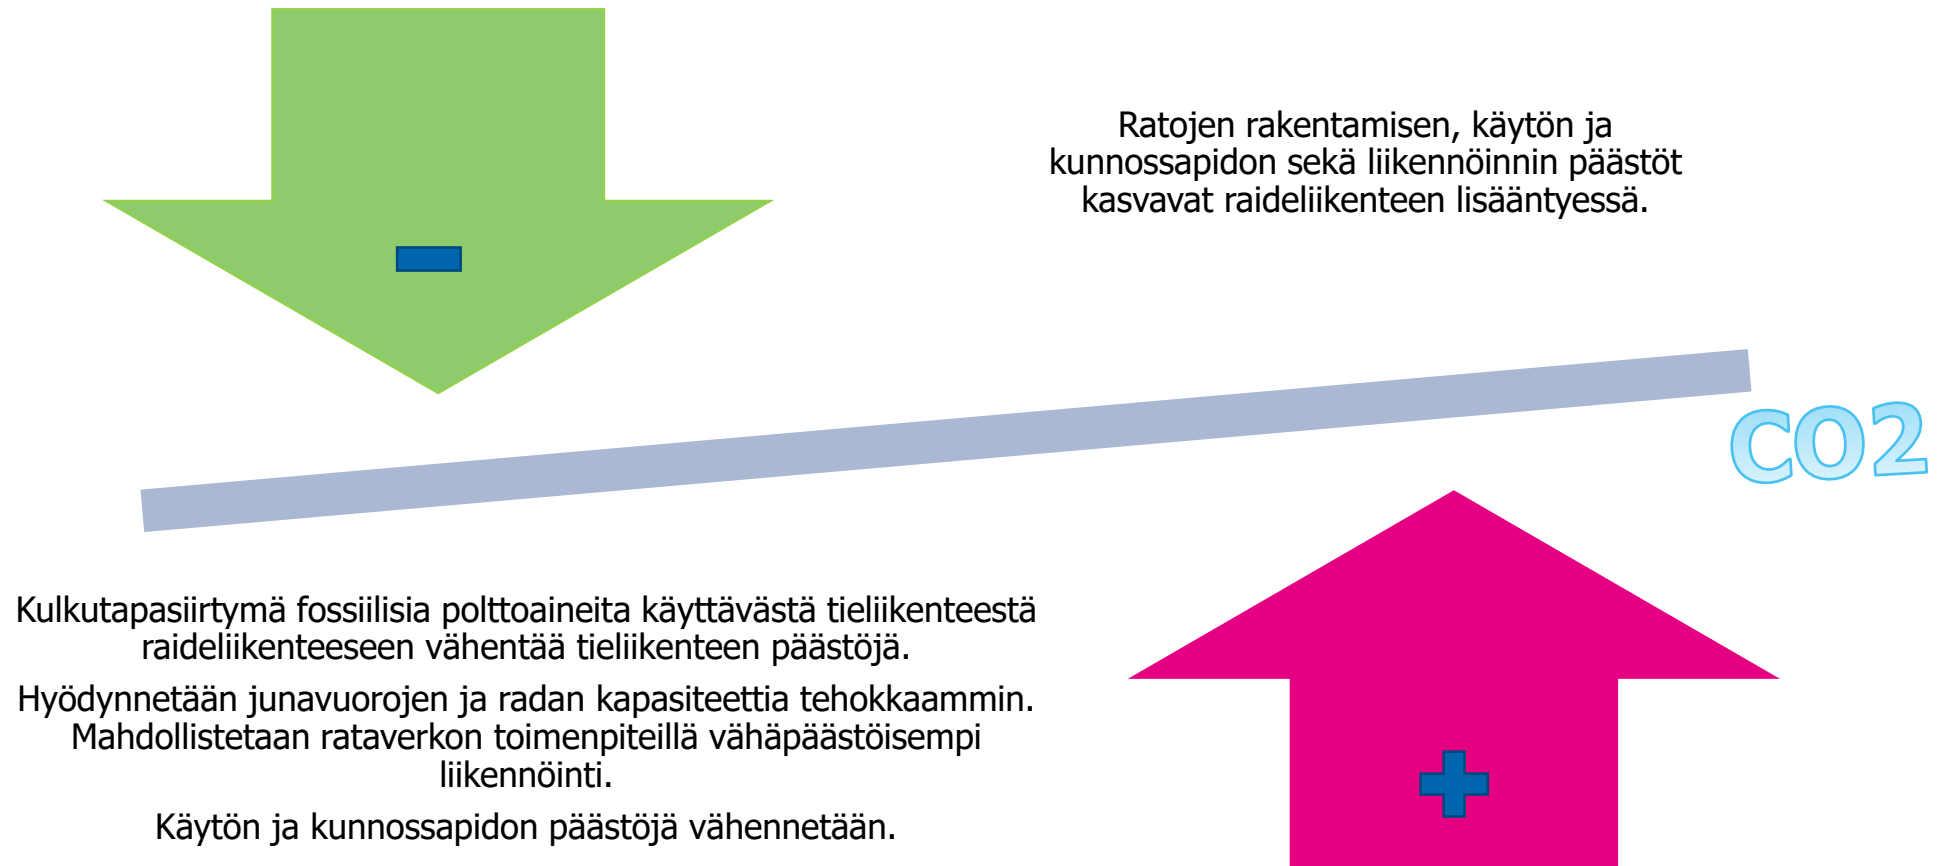 Ratojen rakentamisen, käytön ja
kunnossapidon sekä liikennöinnin päästöt
kasvavat raideliikenteen lisääntyessä.
CO2
Kulkutapasiirtymä fossiilisia polttoaineita käyttävästä tieliikenteestä
raideliikenteeseen vähentää tieliikenteen päästöjä.
Hyödynnetään junavuorojen ja radan kapasiteettia tehokkaammin.
Mahdollistetaan rataverkon toimenpiteillä vähäpäästöisempi
liikennöinti.
Käytön ja kunnossapidon päästöjä vähennetään.